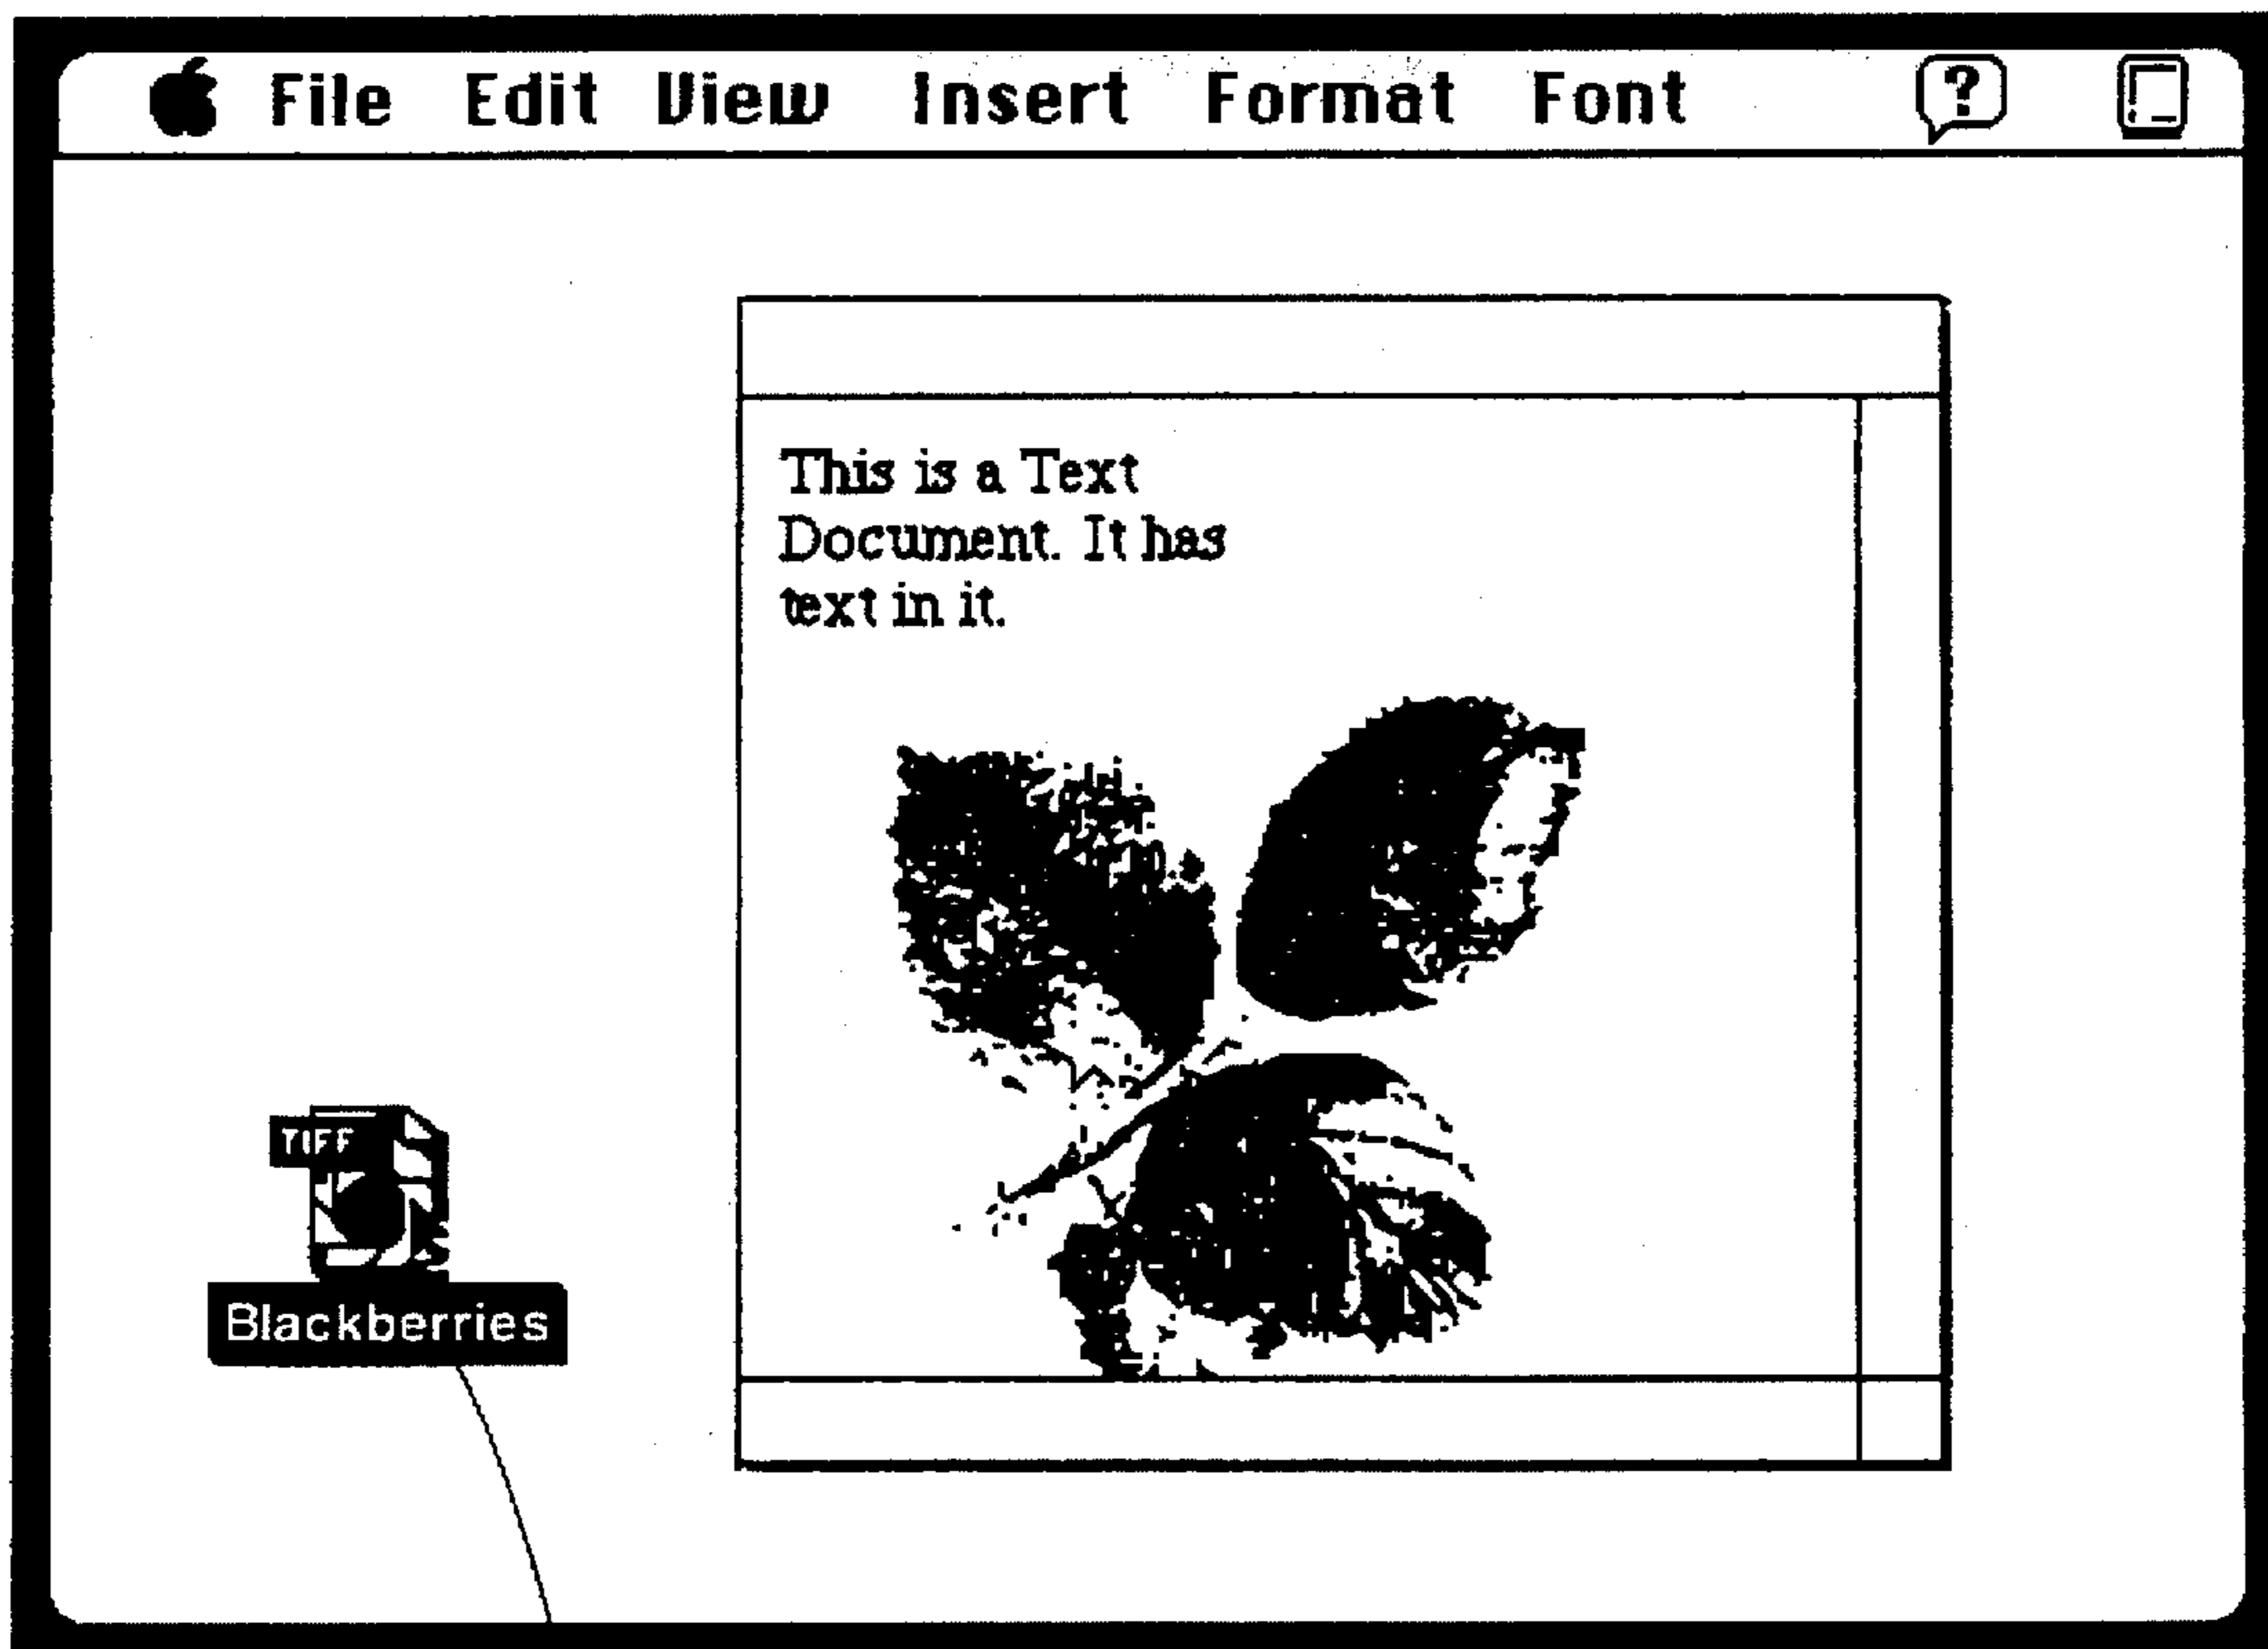 File Edit View Insert Format Font ?
This is a Text
Document. It has
text in it.
TIFF
Blackberries